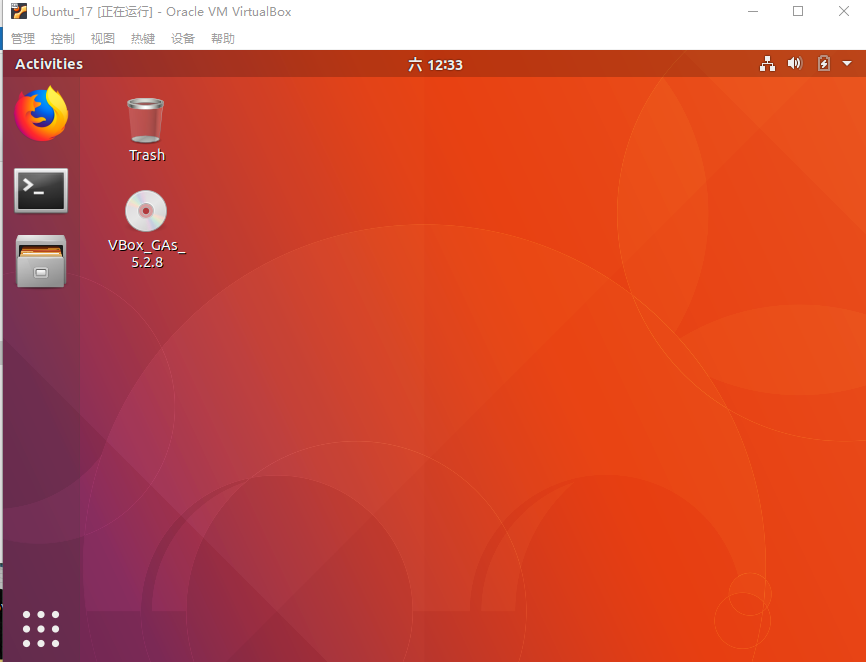 Ubuntu_17 [正在运行] - Oracle VM VirtualBox
管理 控制 视图 热键 设备 帮助
Activities 六 12:33
Trash
VBox_GAs_
5.2.8